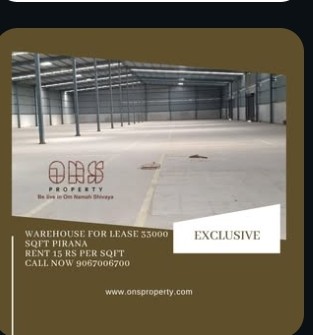 ONS
PROPERTY
Be live in Om Namah Shivaya
WAREHOUSE FOR LEASE 33000
SQFT PIRANA
RENT 15 RS PER SQFT
CALL NOW 9067006700
EXCLUSIVE
www.onsproperty.com